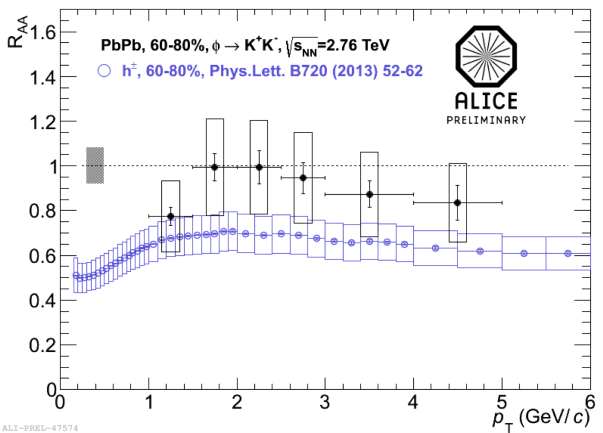 R_AA
1.6
1.4
1.2
1
0.8
0.6
0.4
0.2
0
PbPb, 60-80%, ϕ → K⁺K⁻, √s_NN=2.76 TeV
h±, 60-80%, Phys.Lett. B720 (2013) 52-62
ALICE
PRELIMINARY
0 1 2 3 4 5 6
p_T (GeV/c)
ALI-PREL-47574